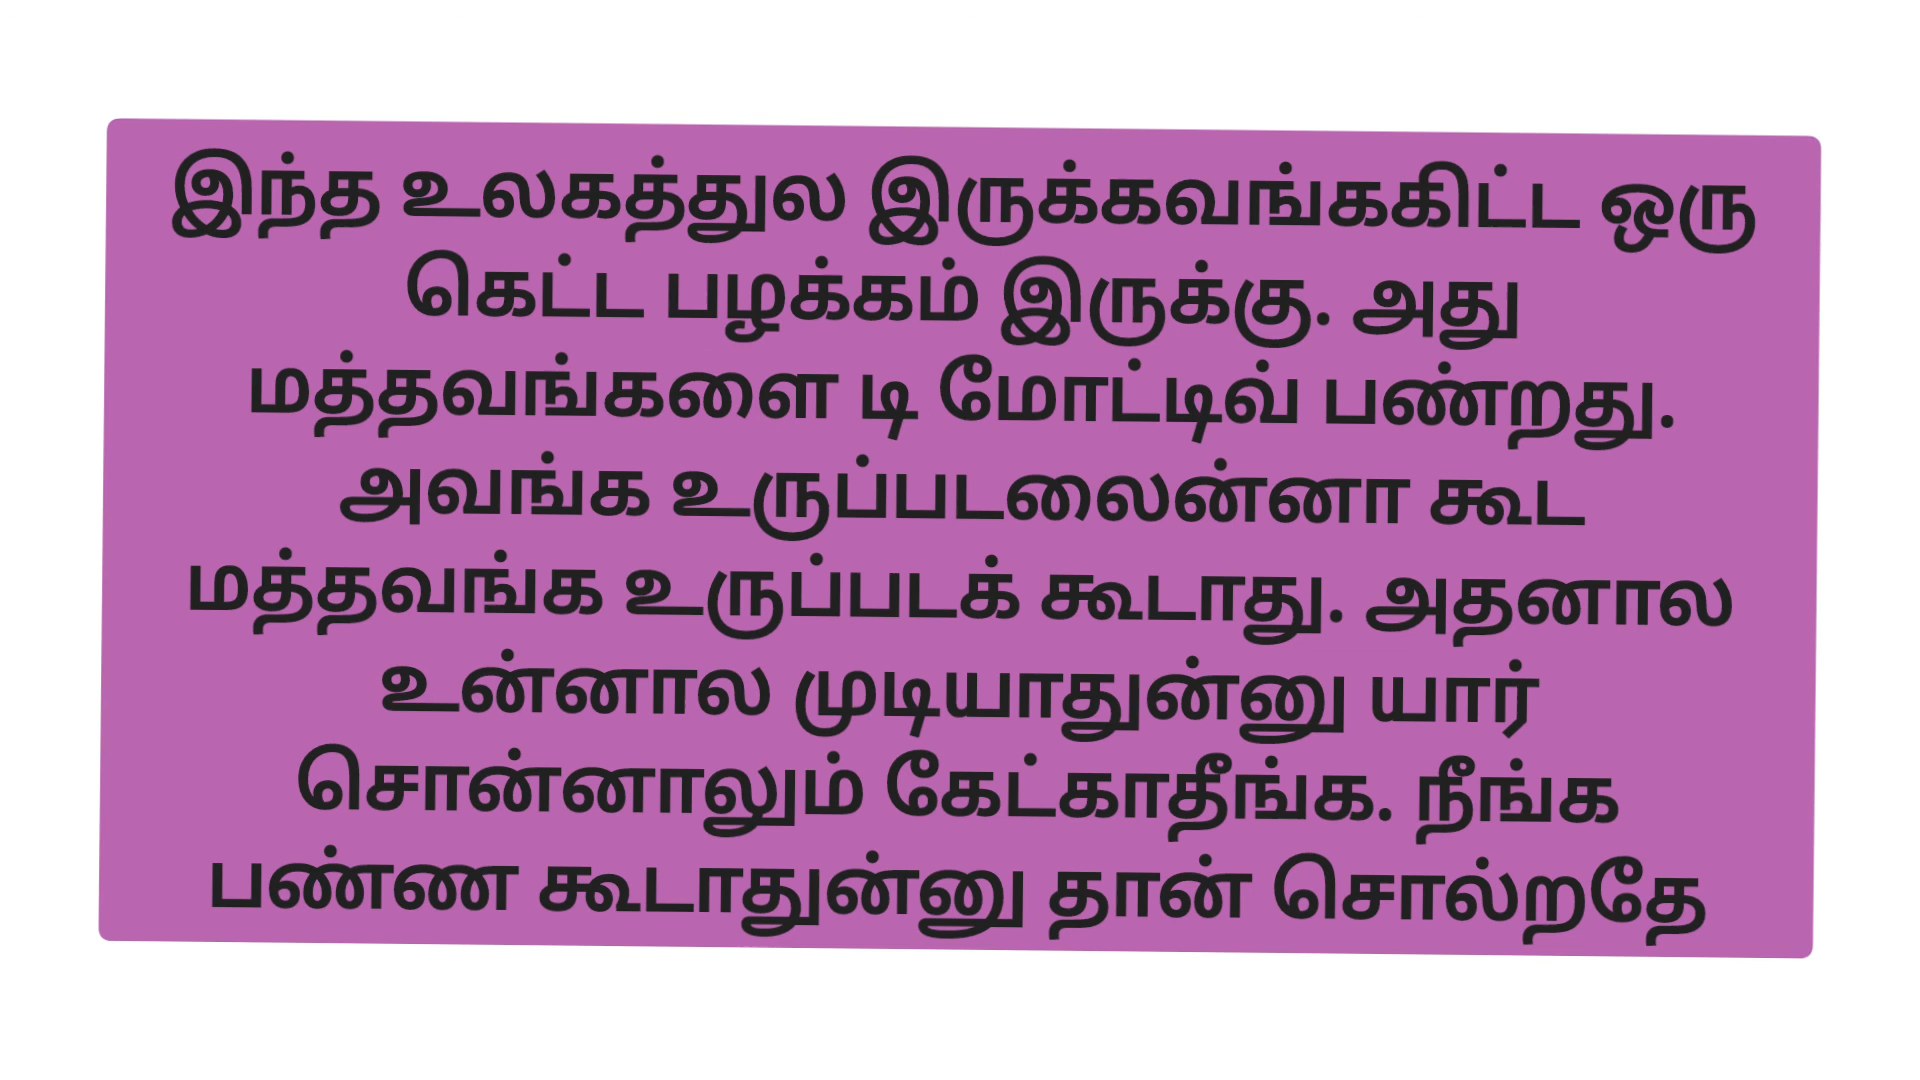 இந்த உலகத்துல இருக்கவங்ககிட்ட ஒரு
கெட்ட பழக்கம் இருக்கு. அது
மத்தவங்களை டி மோட்டிவ் பண்றது.
அவங்க உருப்படலைன்னா கூட
மத்தவங்க உருப்படக் கூடாது. அதனால
உன்னால முடியாதுன்னு யார்
சொன்னாலும் கேட்காதீங்க. நீங்க
பண்ண கூடாதுன்னு தான் சொல்றதே